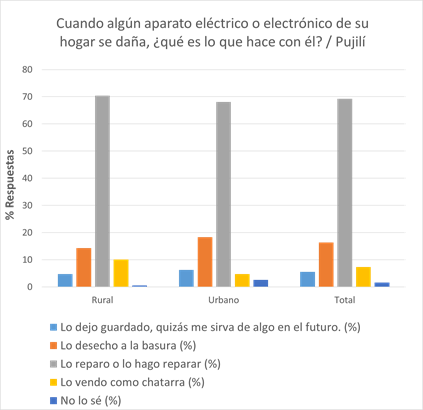 Cuando algún aparato eléctrico o electrónico de su
hogar se daña, ¿qué es lo que hace con él? / Pujilí
% Respuestas
80
70
60
50
40
30
20
10
0
Rural
Urbano
Total
Lo dejo guardado, quizás me sirva de algo en el futuro. (%)
Lo desecho a la basura (%)
Lo reparo o lo hago reparar (%)
Lo vendo como chatarra (%)
No lo sé (%)